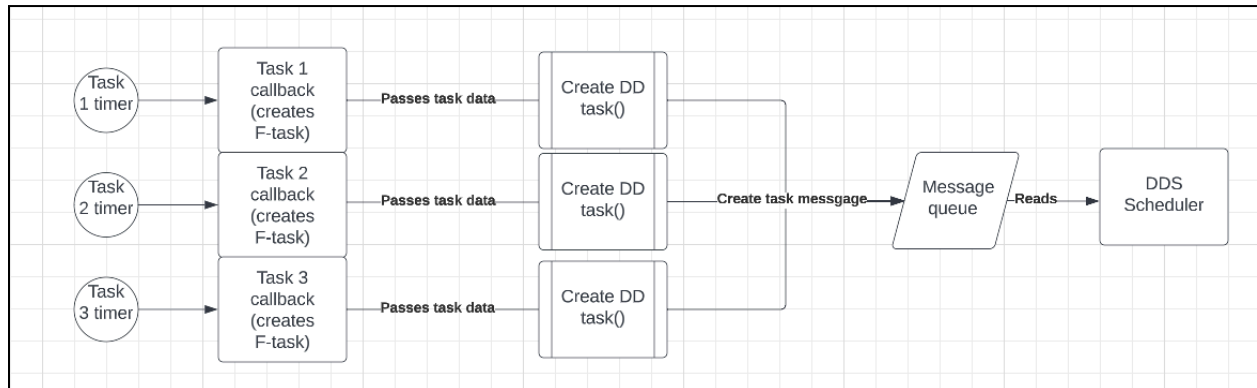 Task
1 timer
Task 1
callback
(creates
F-task)
Passes task data
Create DD
task()
Task
2 timer
Task 2
callback
(creates
F-task)
Passes task data
Create DD
task()
Create task messgage
Message
queue
Reads
DDS
Scheduler
Task
3 timer
Task 3
callback
(creates
F-task)
Passes task data
Create DD
task()